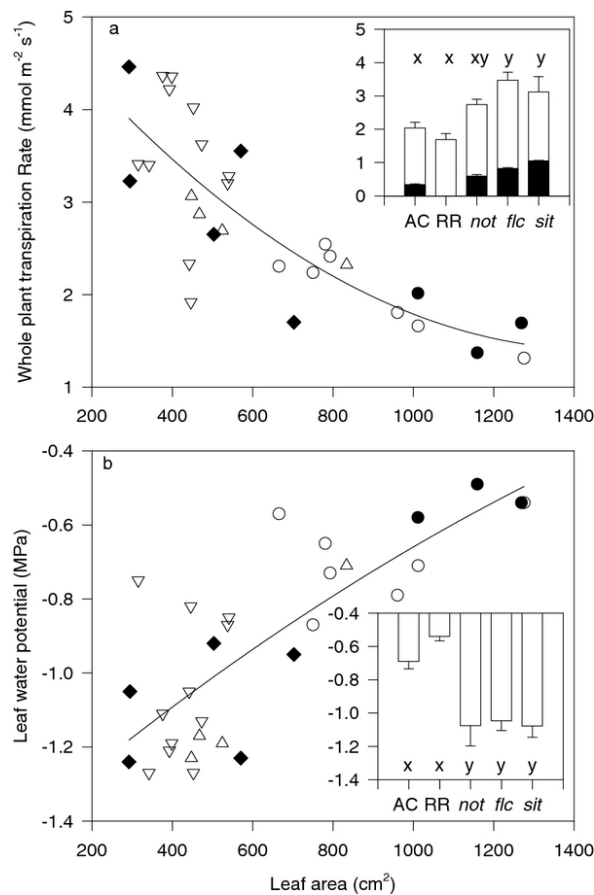 a
Whole plant transpiration Rate (mmol m⁻² s⁻¹)
5
4
3
2
1
200 400 600 800 1000 1200 1400
5
4
3
2
1
0
x x xy y y
AC RR not flc sit
b
Leaf water potential (MPa)
-0.4
-0.6
-0.8
-1.0
-1.2
-1.4
-0.4
-0.6
-0.8
-1.0
-1.2
-1.4
x x y y y
AC RR not flc sit
200 400 600 800 1000 1200 1400
Leaf area (cm²)